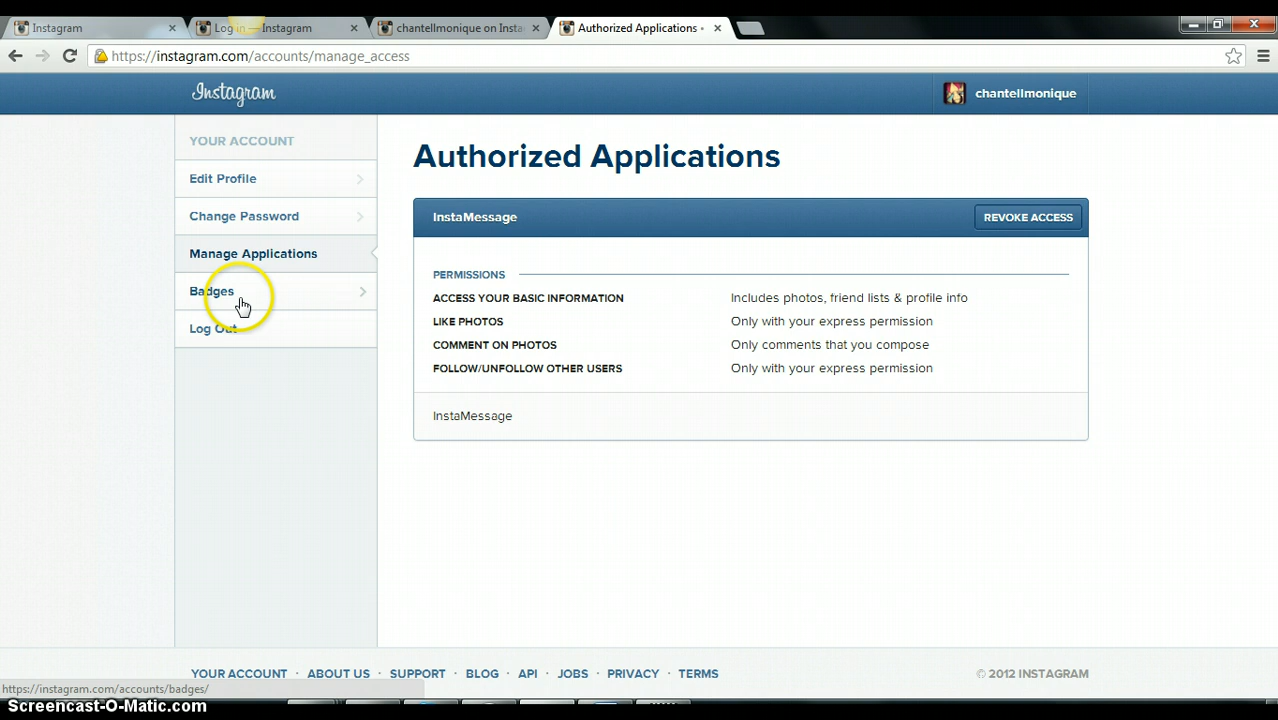 Instagram
Log in — Instagram
chantellmonique on Insta
Authorized Applications •
https://instagram.com/accounts/manage_access
Instagram
chantellmonique
YOUR ACCOUNT
Edit Profile
Change Password
Manage Applications
Badges
Log Out
Authorized Applications
InstaMessage
REVOKE ACCESS
PERMISSIONS
ACCESS YOUR BASIC INFORMATION Includes photos, friend lists & profile info
LIKE PHOTOS Only with your express permission
COMMENT ON PHOTOS Only comments that you compose
FOLLOW/UNFOLLOW OTHER USERS Only with your express permission
InstaMessage
YOUR ACCOUNT · ABOUT US · SUPPORT · BLOG · API · JOBS · PRIVACY · TERMS
© 2012 INSTAGRAM
https://instagram.com/accounts/badges/
Screencast-O-Matic.com